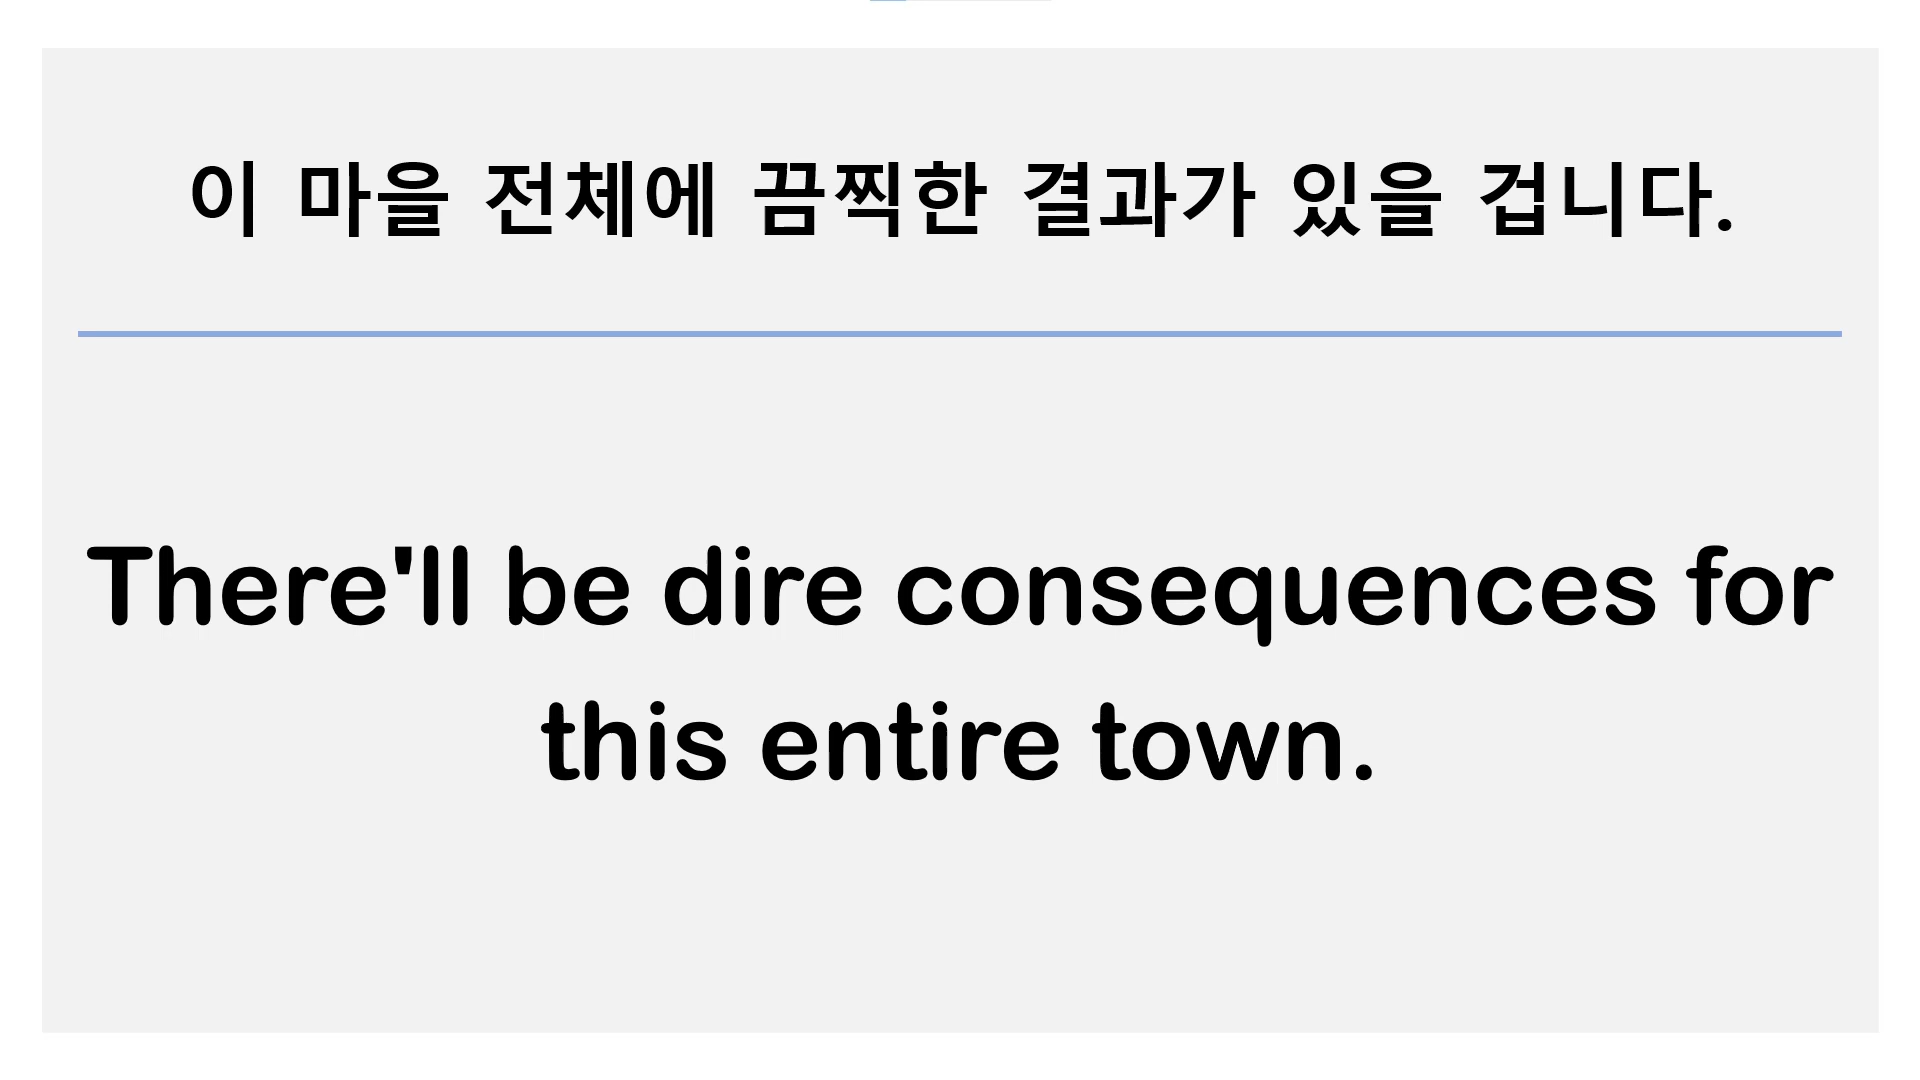 이 마을 전체에 끔찍한 결과가 있을 겁니다.
There'll be dire consequences for
this entire town.